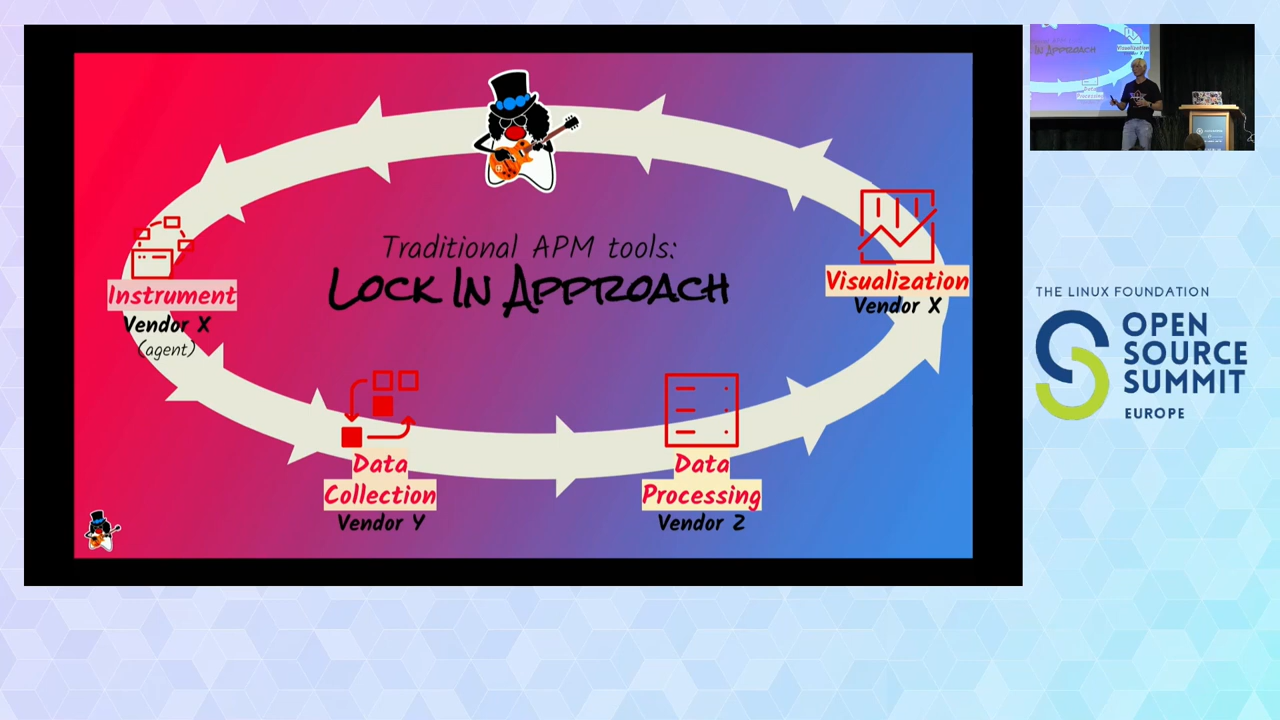 Traditional APM tools:
LOCK IN APPROACH
Instrument
Vendor X
(agent)
Data
Collection
Vendor Y
Data
Processing
Vendor Z
Visualization
Vendor X
THE LINUX FOUNDATION
OPEN
SOURCE
SUMMIT
EUROPE